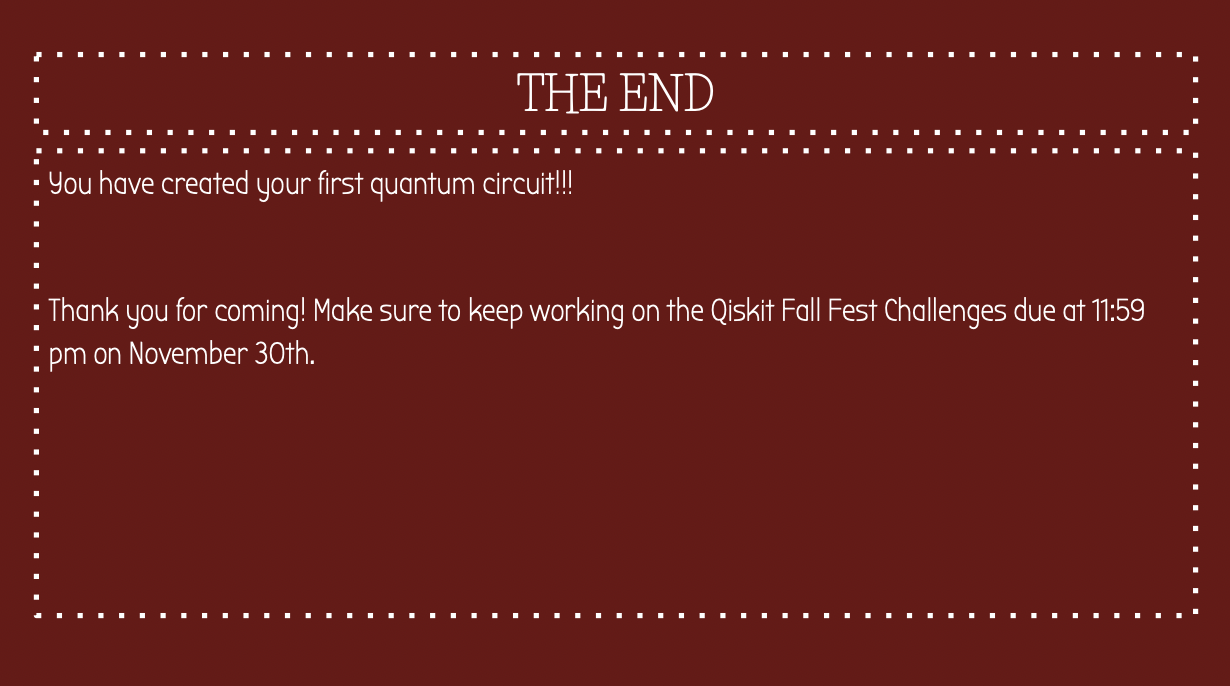 THE END
You have created your first quantum circuit!!!
Thank you for coming! Make sure to keep working on the Qiskit Fall Fest Challenges due at 11:59
pm on November 30th.